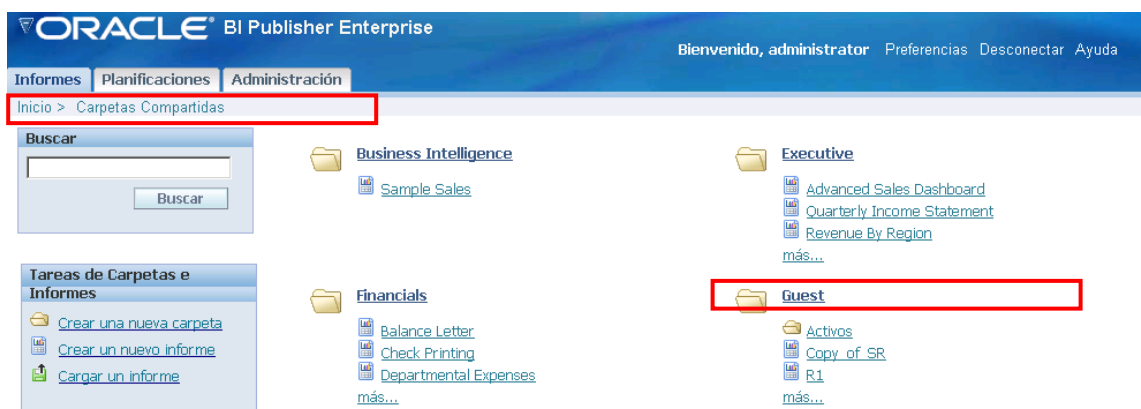 ORACLE® BI Publisher Enterprise
Bienvenido, administrator Preferencias Desconectar Ayuda
Informes Planificaciones Administración
Inicio > Carpetas Compartidas
Buscar
Buscar
Tareas de Carpetas e
Informes
Crear una nueva carpeta
Crear un nuevo informe
Cargar un informe
Business Intelligence
Sample Sales
Executive
Advanced Sales Dashboard
Quarterly Income Statement
Revenue By Region
más...
Financials
Balance Letter
Check Printing
Departmental Expenses
más...
Guest
Activos
Copy_of_SR
R1
más...